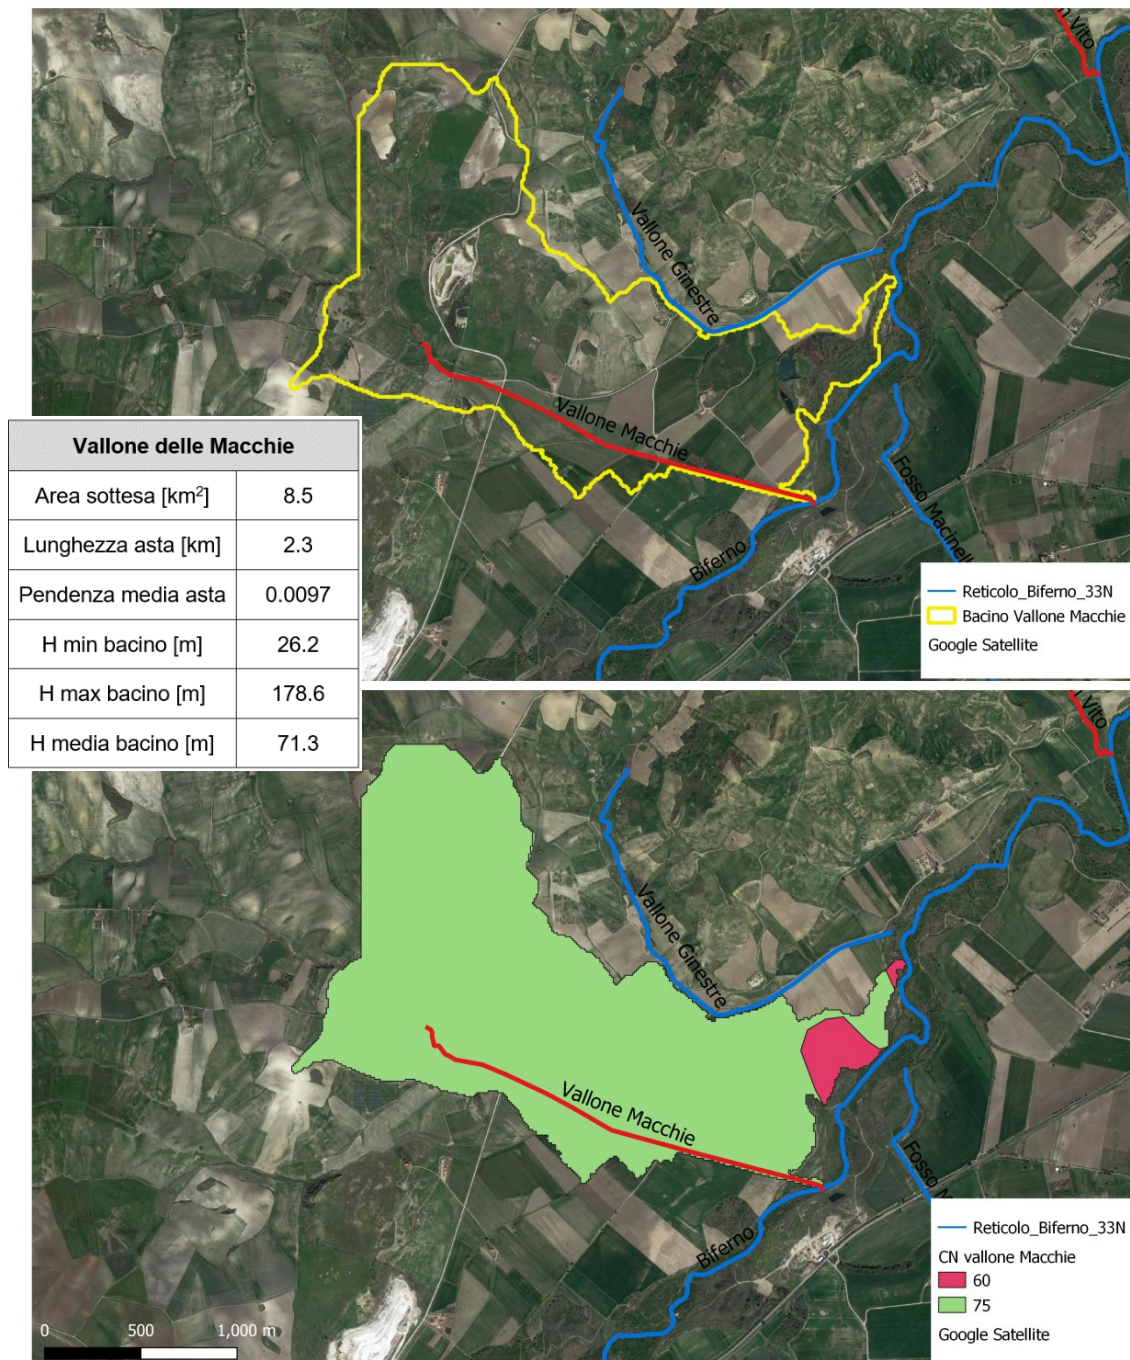 n Vito
Vallone Ginestre
Vallone Macchie
Fosso Macinell
Biferno
Reticolo_Biferno_33N
Bacino Vallone Macchie
Google Satellite
Vallone delle Macchie
Area sottesa [km²] 8.5
Lunghezza asta [km] 2.3
Pendenza media asta 0.0097
H min bacino [m] 26.2
H max bacino [m] 178.6
H media bacino [m] 71.3
Vito
Vallone Ginestre
Vallone Macchie
Fosso M
Biferno
Reticolo_Biferno_33N
CN vallone Macchie
60
75
Google Satellite
0 500 1,000 m